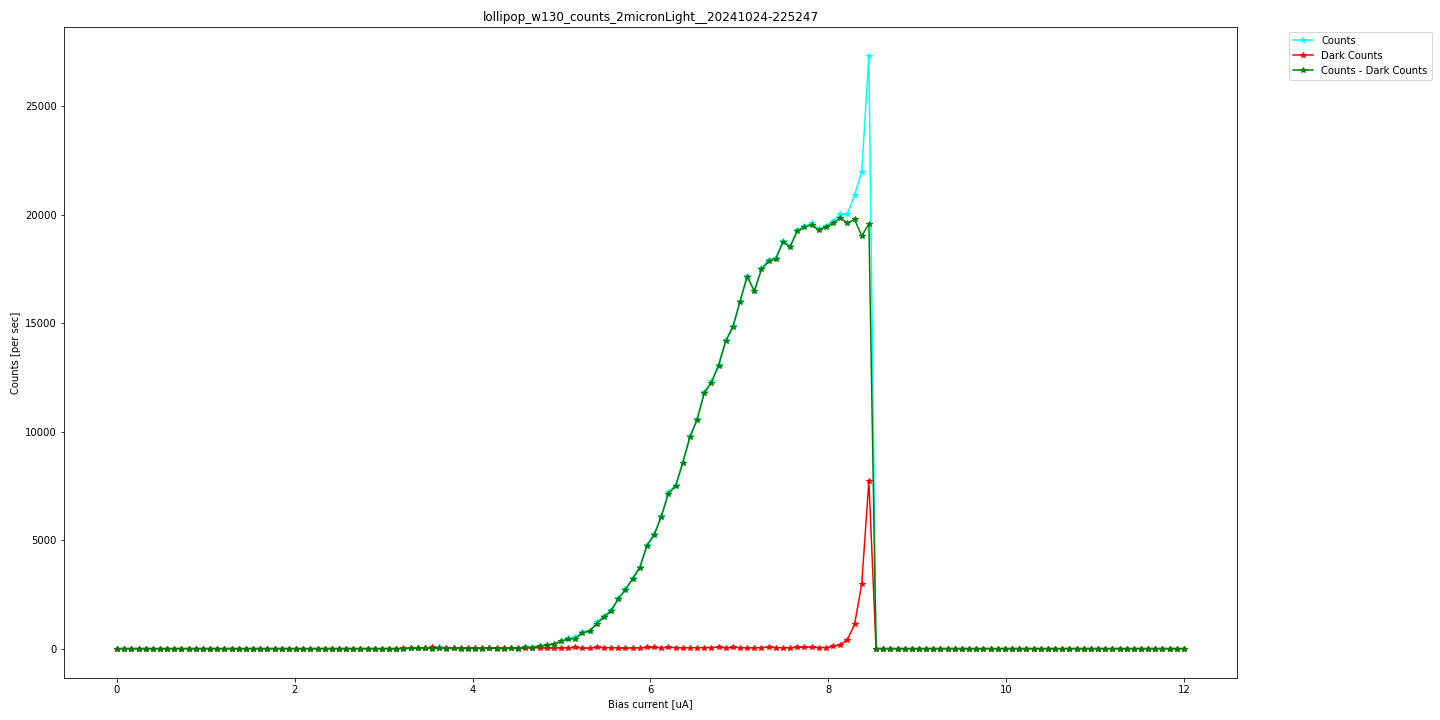 lollipop_w130_counts_2micronLight__20241024-225247
Counts
Dark Counts
Counts - Dark Counts
Counts [per sec]
25000
20000
15000
10000
5000
0
0 2 4 6 8 10 12
Bias current [uA]